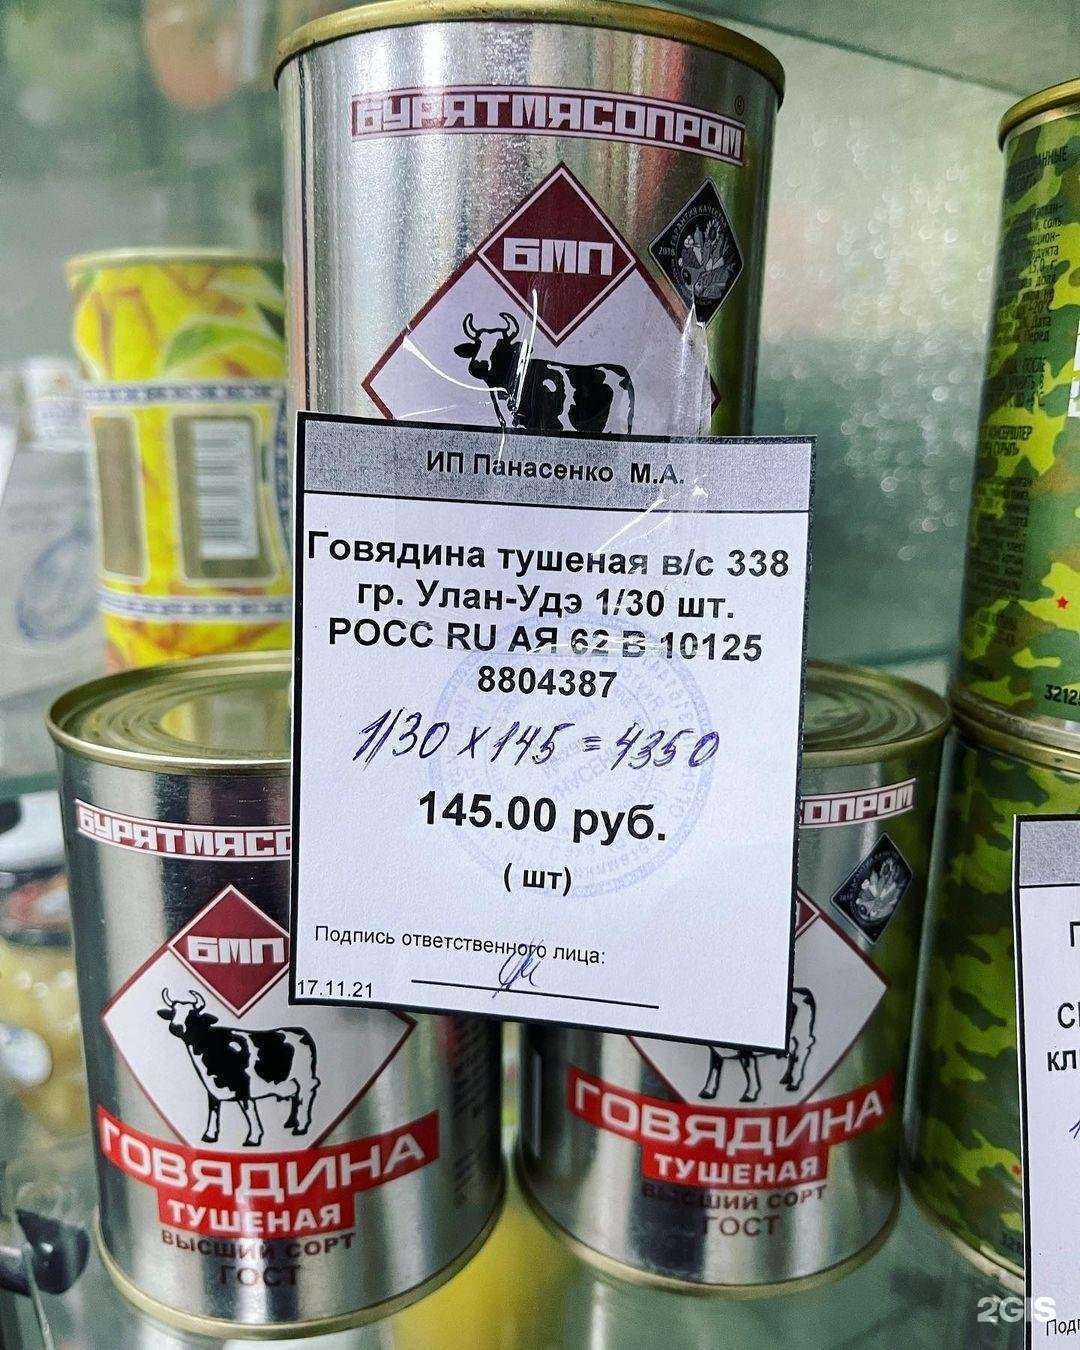 БУРЯТМЯСОПРОМ
БМП
ИП Панасенко М.А.
Говядина тушеная в/с 338
гр. Улан-Удэ 1/30 шт.
РОСС RU АЯ 62 В 10125
8804387
1/30 x 145 = 4350
145.00 руб.
( шт)
Подпись ответственного лица:
17.11.21
БУРЯТМЯСО
БМП
ГОВЯДИНА
ТУШЕНАЯ
ВЫСШИЙ СОРТ
ГОСТ
ОПРОМ
ГОВЯДИНА
ТУШЕНАЯ
ВЫСШИЙ СОРТ
ГОСТ
2GIS